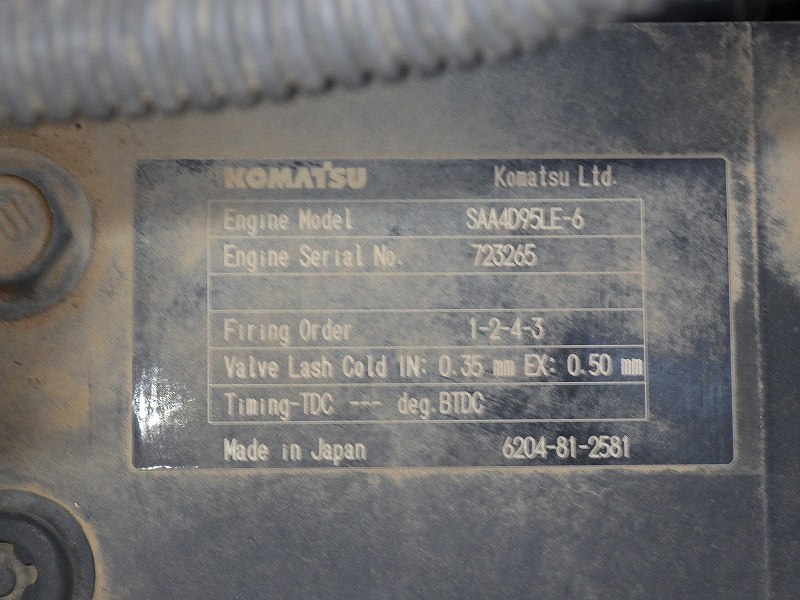 KOMATSU Komatsu Ltd.
Engine Model SAA4D95LE-6
Engine Serial No. 723265
Firing Order 1-2-4-3
Valve Lash Cold IN: 0.35 mm EX: 0.50 mm
Timing-TDC --- deg.BTDC
Made in Japan 6204-81-2581